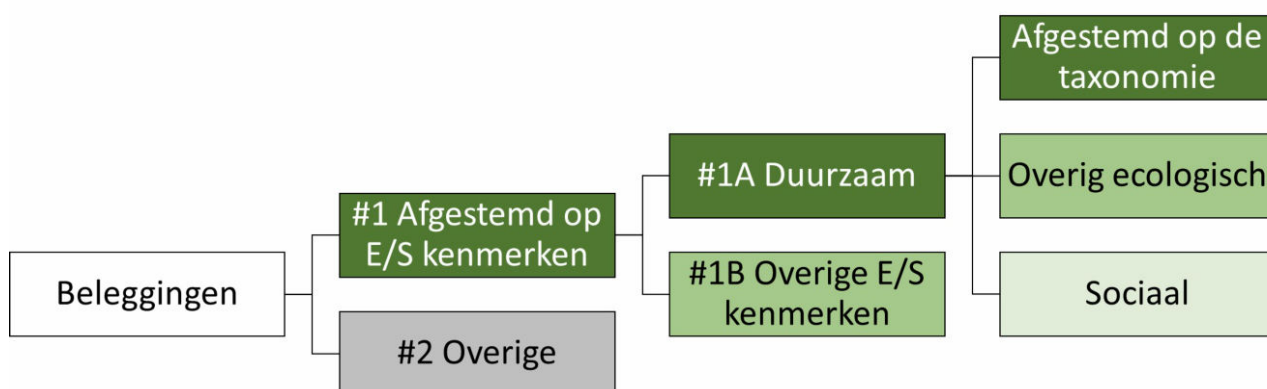 Beleggingen
#1 Afgestemd op
E/S kenmerken
#2 Overige
#1A Duurzaam
#1B Overige E/S
kenmerken
Afgestemd op de
taxonomie
Overig ecologisch
Sociaal